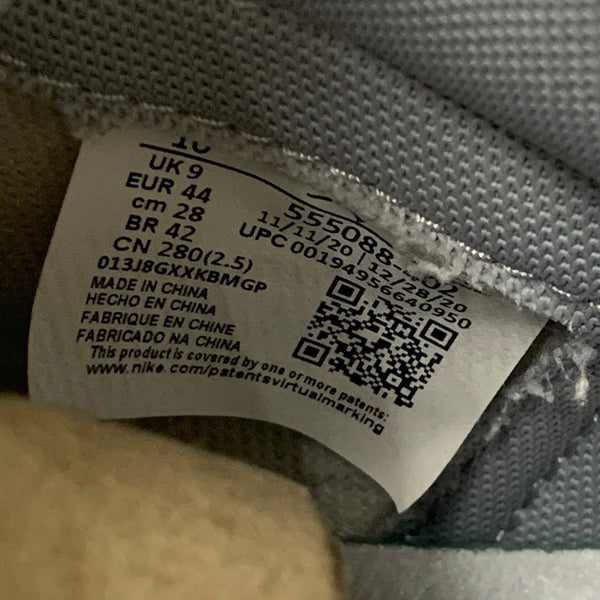 10
UK 9
EUR 44
cm 28
BR 42
CN 280(2.5)
013J8GXXKBMGP
MADE IN CHINA
HECHO EN CHINA
FABRIQUE EN CHINE
FABRICADO NA CHINA
This product is covered by one or more patents:
www.nike.com/patentsvirtualmarking
11/11/20 | 12/28/20
UPC 00194956640950